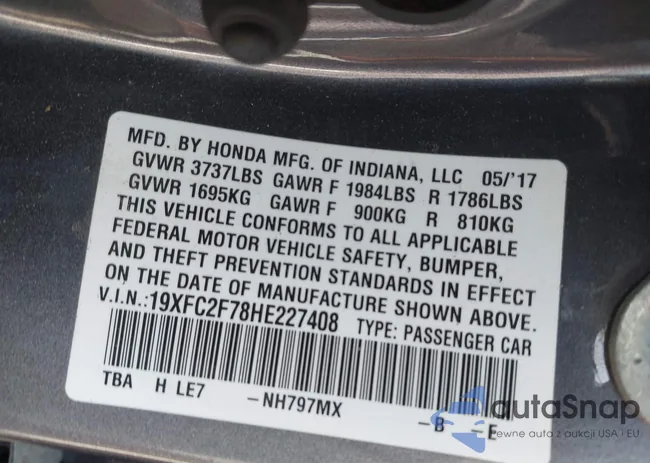 MFD. BY HONDA MFG. OF INDIANA, LLC 05/'17
GVWR 3737LBS GAWR F 1984LBS R 1786LBS
GVWR 1695KG GAWR F 900KG R 810KG
THIS VEHICLE CONFORMS TO ALL APPLICABLE
FEDERAL MOTOR VEHICLE SAFETY, BUMPER,
AND THEFT PREVENTION STANDARDS IN EFFECT
ON THE DATE OF MANUFACTURE SHOWN ABOVE.
V.I.N.:19XFC2F78HE227408 TYPE: PASSENGER CAR
TBA H LE7 -NH797MX -B -E
autoSnap
Pewne auto z aukcji USA i EU